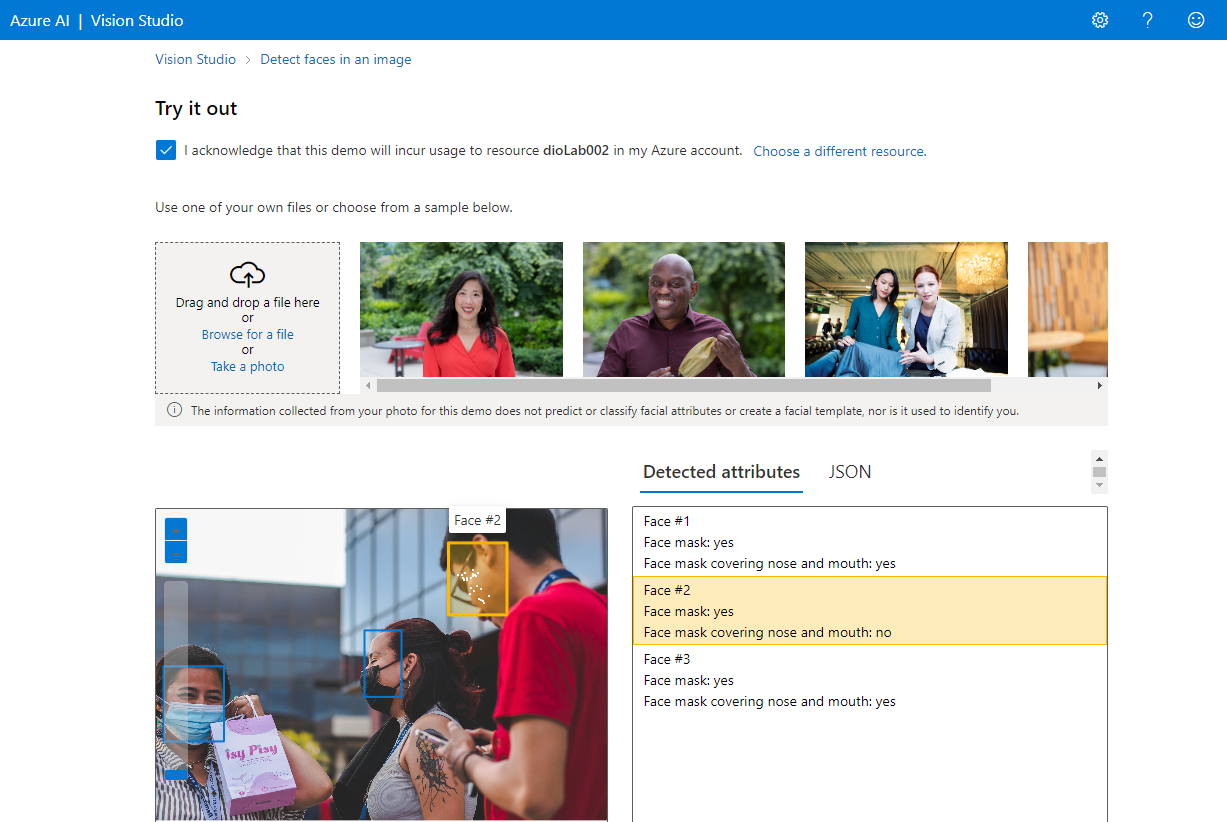 Azure AI | Vision Studio
Vision Studio > Detect faces in an image
Try it out
I acknowledge that this demo will incur usage to resource dioLab002 in my Azure account. Choose a different resource.
Use one of your own files or choose from a sample below.
Drag and drop a file here
or
Browse for a file
or
Take a photo
The information collected from your photo for this demo does not predict or classify facial attributes or create a facial template, nor is it used to identify you.
Detected attributes JSON
Face #2
Isy Pisy
Face #1
Face mask: yes
Face mask covering nose and mouth: yes
Face #2
Face mask: yes
Face mask covering nose and mouth: no
Face #3
Face mask: yes
Face mask covering nose and mouth: yes